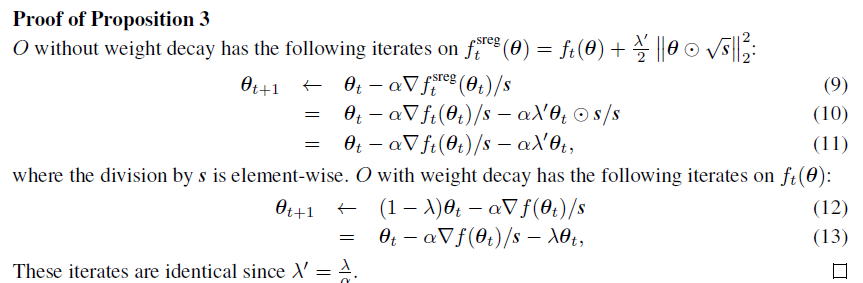 Proof of Proposition 3
O without weight decay has the following iterates on f_t^sreg(θ) = f_t(θ) + λ′/2 ||θ ⊙ √s||₂²:
θ_{t+1} ← θ_t − α∇f_t^sreg(θ_t)/s (9)
= θ_t − α∇f_t(θ_t)/s − αλ′θ_t ⊙ s/s (10)
= θ_t − α∇f_t(θ_t)/s − αλ′θ_t, (11)
where the division by s is element-wise. O with weight decay has the following iterates on f_t(θ):
θ_{t+1} ← (1 − λ)θ_t − α∇f(θ_t)/s (12)
= θ_t − α∇f(θ_t)/s − λθ_t, (13)
These iterates are identical since λ′ = λ/α. □